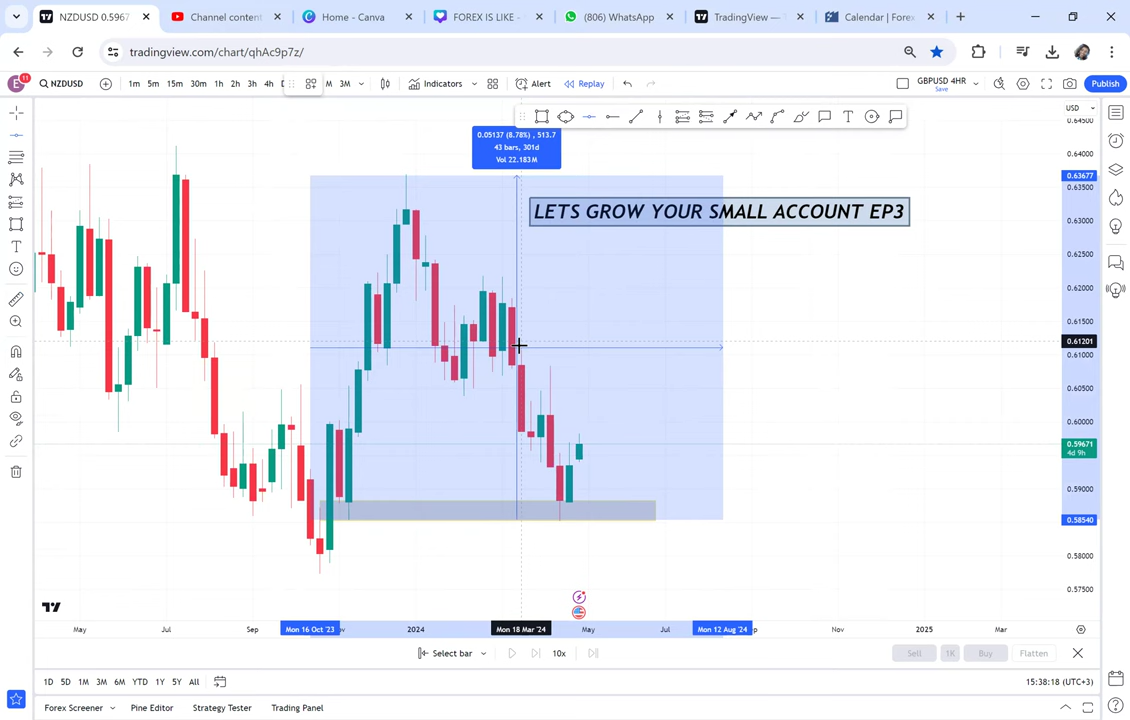 NZDUSD 0.5967
Channel content
Home - Canva
FOREX IS LIKE -
(806) WhatsApp
TradingView —
Calendar | Forex
tradingview.com/chart/qhAc9p7z/
E
11
NZDUSD
1m
5m
15m
30m
1h
2h
3h
4h
M
3M
Indicators
Alert
Replay
GBPUSD 4HR
Save
Publish
USD
0.05137 (8.78%) , 513.7
43 bars, 301d
Vol 22.183M
LETS GROW YOUR SMALL ACCOUNT EP3
0.64500
0.64000
0.63677
0.63500
0.63000
0.62500
0.62000
0.61500
0.61201
0.61000
0.60500
0.60000
0.59671
4d 9h
0.59000
0.58540
0.58000
0.57500
May
Jul
Sep
Mon 16 Oct '23
2024
Mon 18 Mar '24
May
Jul
Mon 12 Aug '24
Nov
2025
Mar
Select bar
10x
Sell
1K
Buy
Flatten
1D
5D
1M
3M
6M
YTD
1Y
5Y
All
15:38:18 (UTC+3)
Forex Screener
Pine Editor
Strategy Tester
Trading Panel